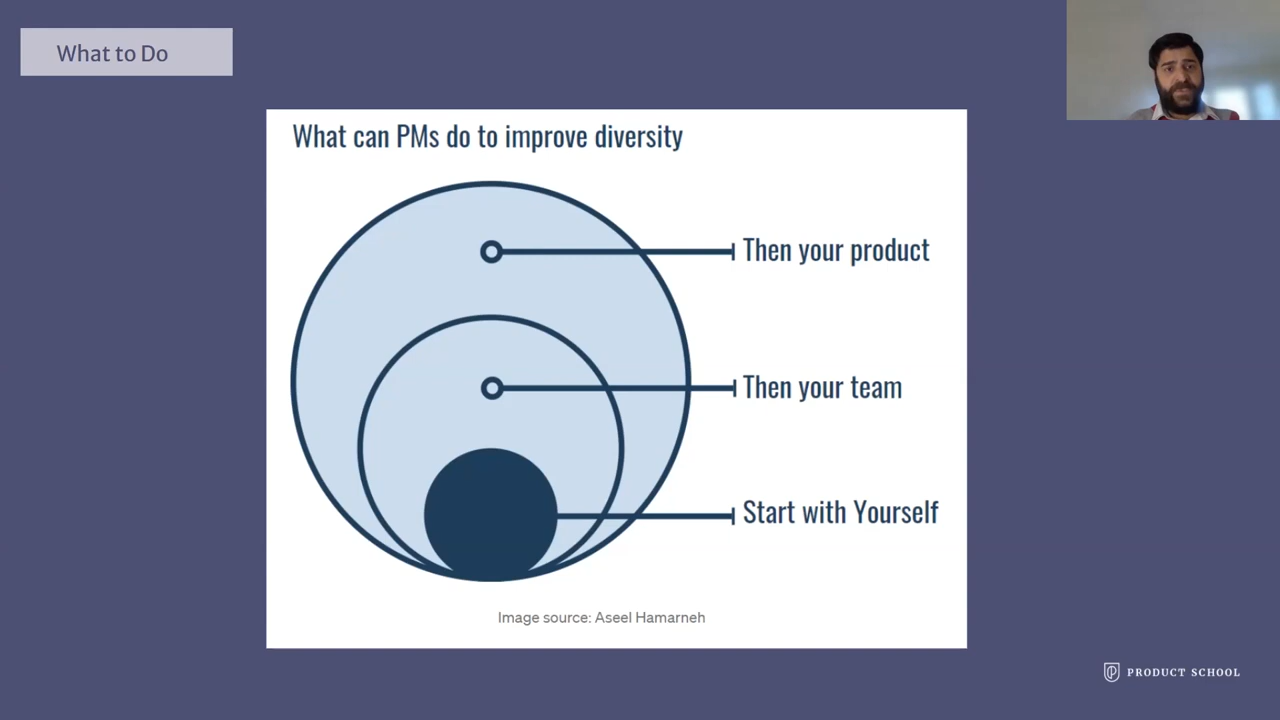 What to Do
What can PMs do to improve diversity
Then your product
Then your team
Start with Yourself
Image source: Aseel Hamarneh
PRODUCT SCHOOL